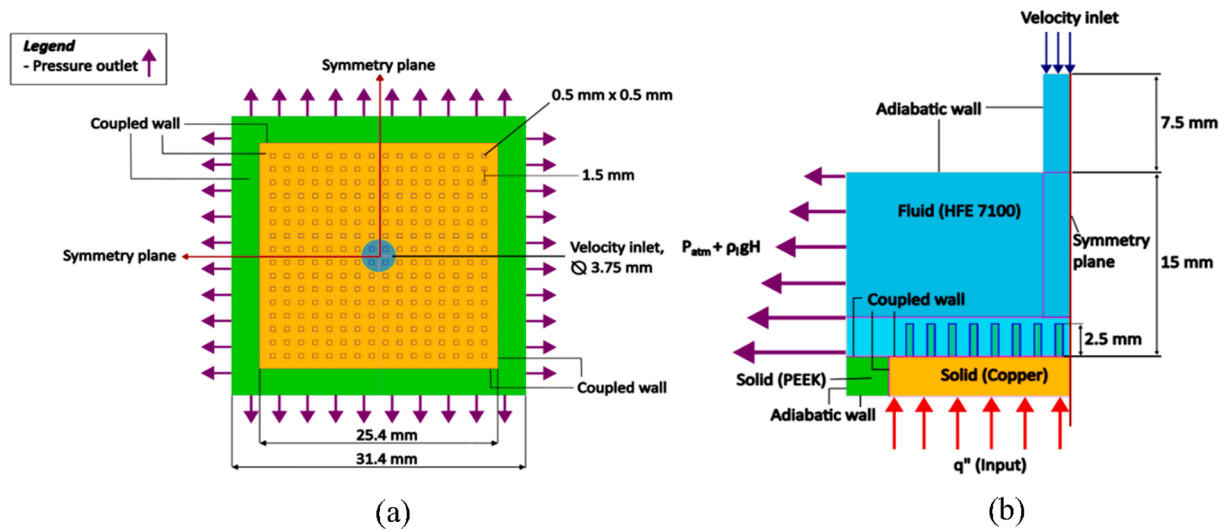 Legend
- Pressure outlet
Symmetry plane
0.5 mm x 0.5 mm
Coupled wall
1.5 mm
Symmetry plane
Velocity inlet,
∅ 3.75 mm
Coupled wall
25.4 mm
31.4 mm
(a)
Velocity inlet
Adiabatic wall
7.5 mm
Fluid (HFE 7100)
Patm + ρlgH
Symmetry
plane
15 mm
Coupled wall
2.5 mm
Solid (PEEK)
Solid (Copper)
Adiabatic wall
q" (Input)
(b)